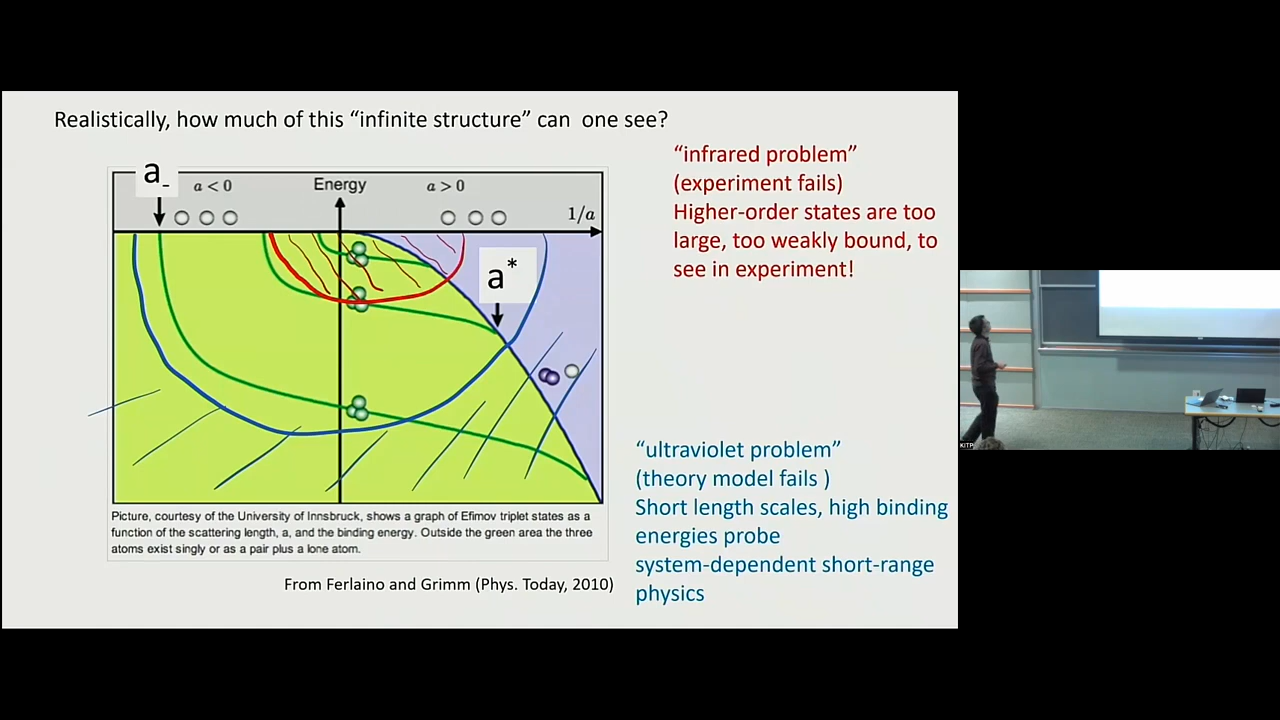 Realistically, how much of this “infinite structure” can one see?
“infrared problem”
(experiment fails)
Higher-order states are too
large, too weakly bound, to
see in experiment!
a-
a < 0
Energy
a > 0
1/a
a*
“ultraviolet problem”
(theory model fails )
Short length scales, high binding
energies probe
system-dependent short-range
physics
Picture, courtesy of the University of Innsbruck, shows a graph of Efimov triplet states as a
function of the scattering length, a, and the binding energy. Outside the green area the three
atoms exist singly or as a pair plus a lone atom.
From Ferlaino and Grimm (Phys. Today, 2010)
KITP